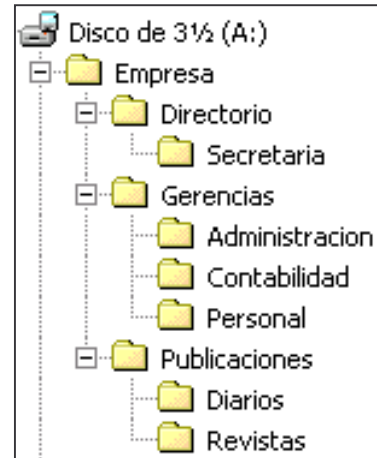 Disco de 3½ (A:)
Empresa
Directorio
Secretaria
Gerencias
Administracion
Contabilidad
Personal
Publicaciones
Diarios
Revistas